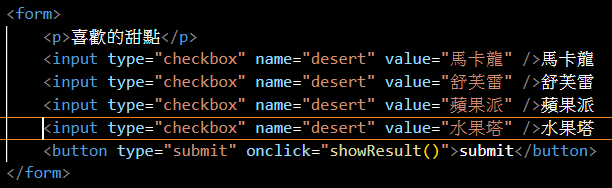 <form>
<p>喜歡的甜點</p>
<input type="checkbox" name="desert" value="馬卡龍" />馬卡龍
<input type="checkbox" name="desert" value="舒芙雷" />舒芙雷
<input type="checkbox" name="desert" value="蘋果派" />蘋果派
<input type="checkbox" name="desert" value="水果塔" />水果塔
<button type="submit" onclick="showResult()">submit</button>
</form>